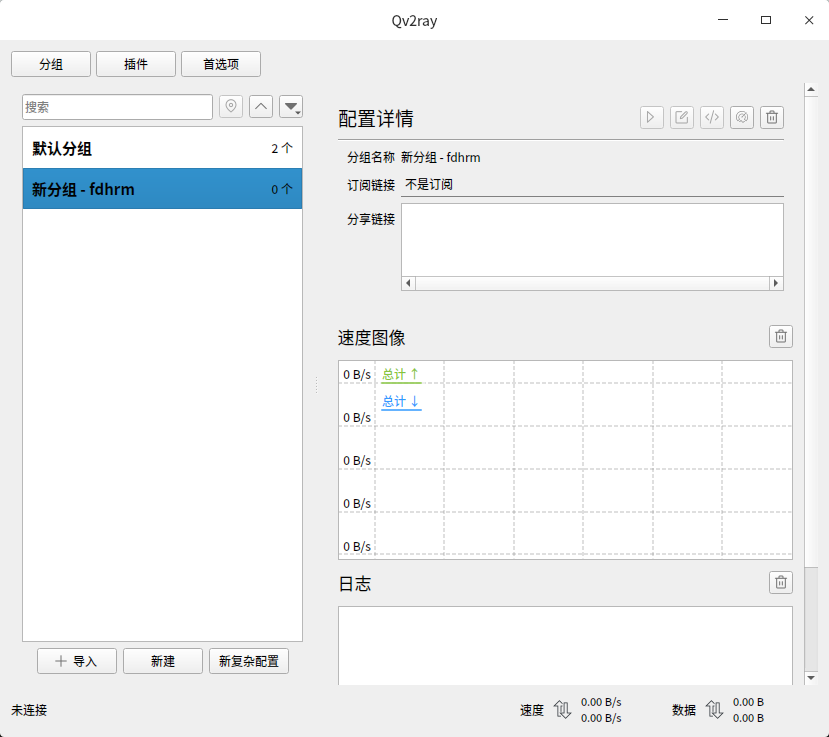 Qv2ray
分组 插件 首选项
搜索
默认分组 2 个
新分组 - fdhrm 0 个
导入 新建 新复杂配置
配置详情
分组名称 新分组 - fdhrm
订阅链接 不是订阅
分享链接
速度图像
0 B/s 总计 ↑
总计 ↓
0 B/s
0 B/s
0 B/s
0 B/s
日志
未连接 速度 0.00 B/s 数据 0.00 B
0.00 B/s 0.00 B